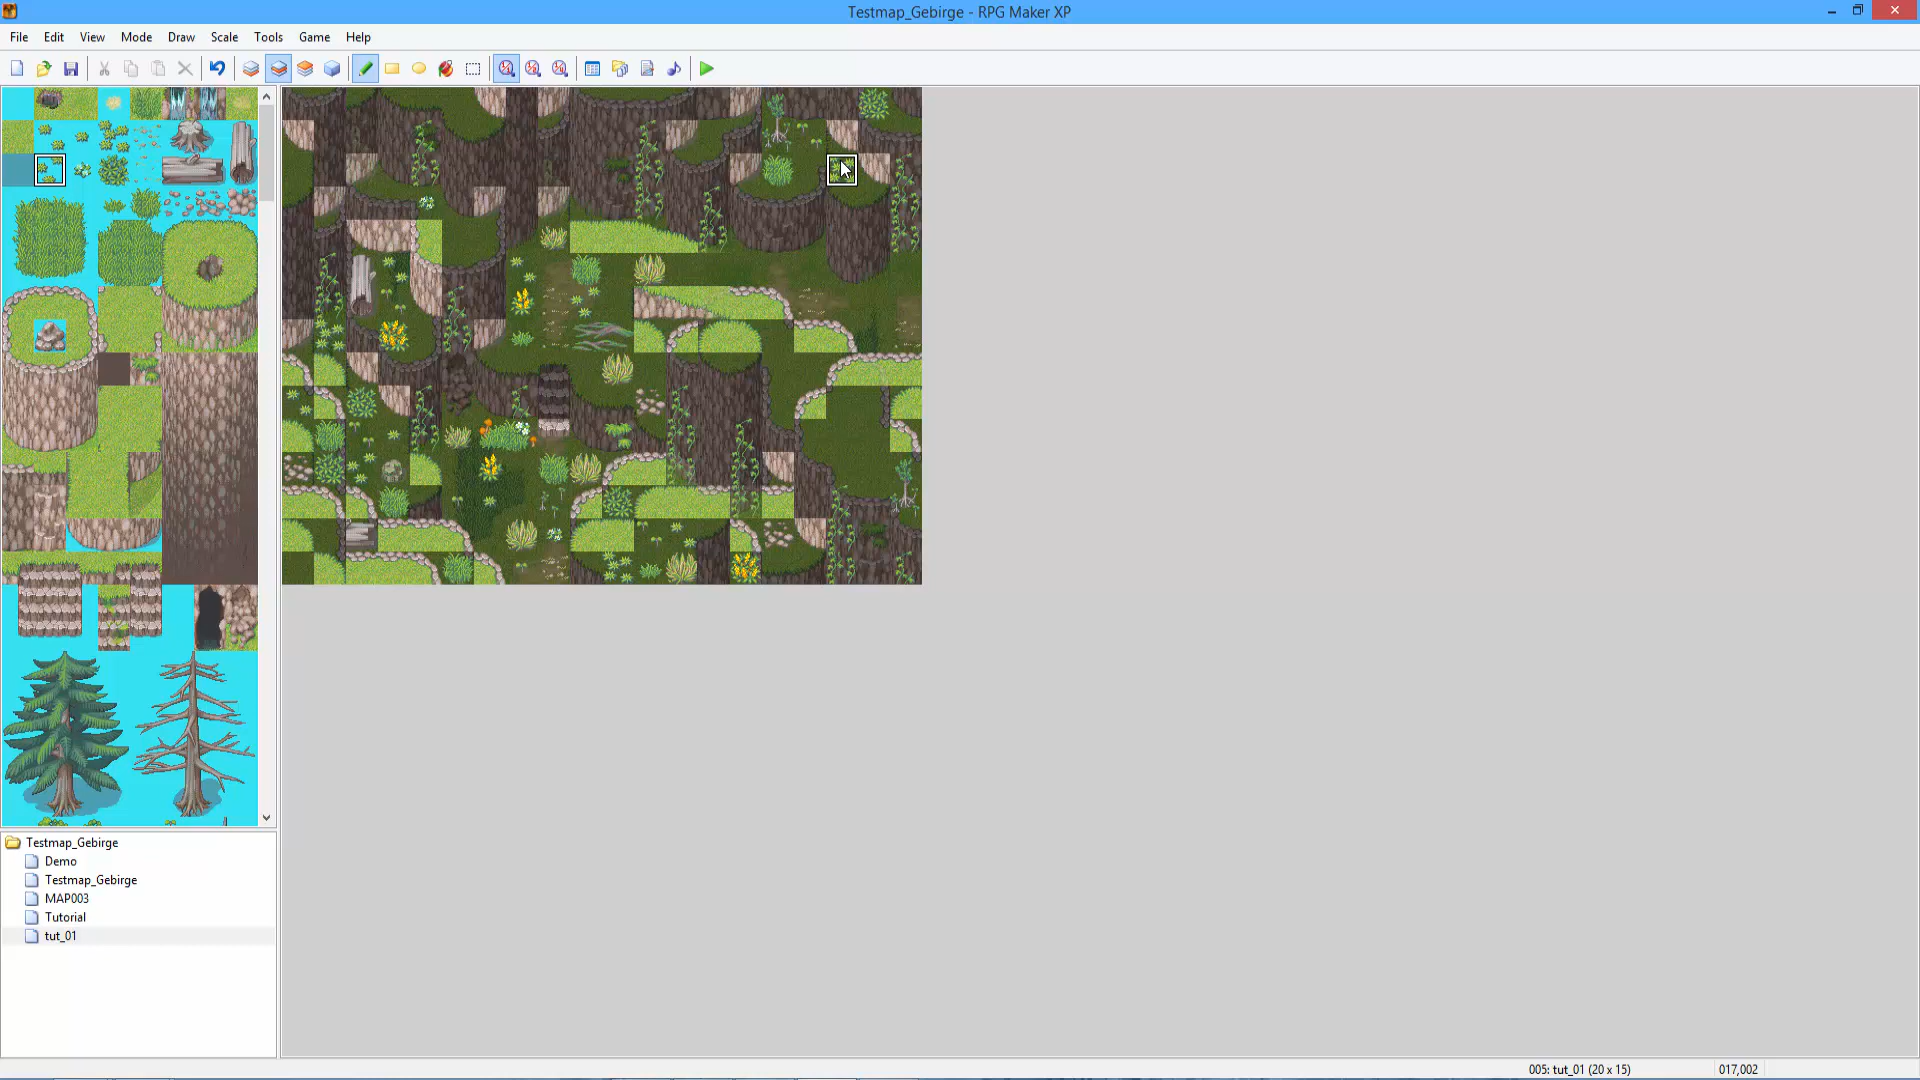 Testmap_Gebirge - RPG Maker XP
File Edit View Mode Draw Scale Tools Game Help
Testmap_Gebirge
Demo
Testmap_Gebirge
MAP003
Tutorial
tut_01
005: tut_01 (20 x 15) 017,002